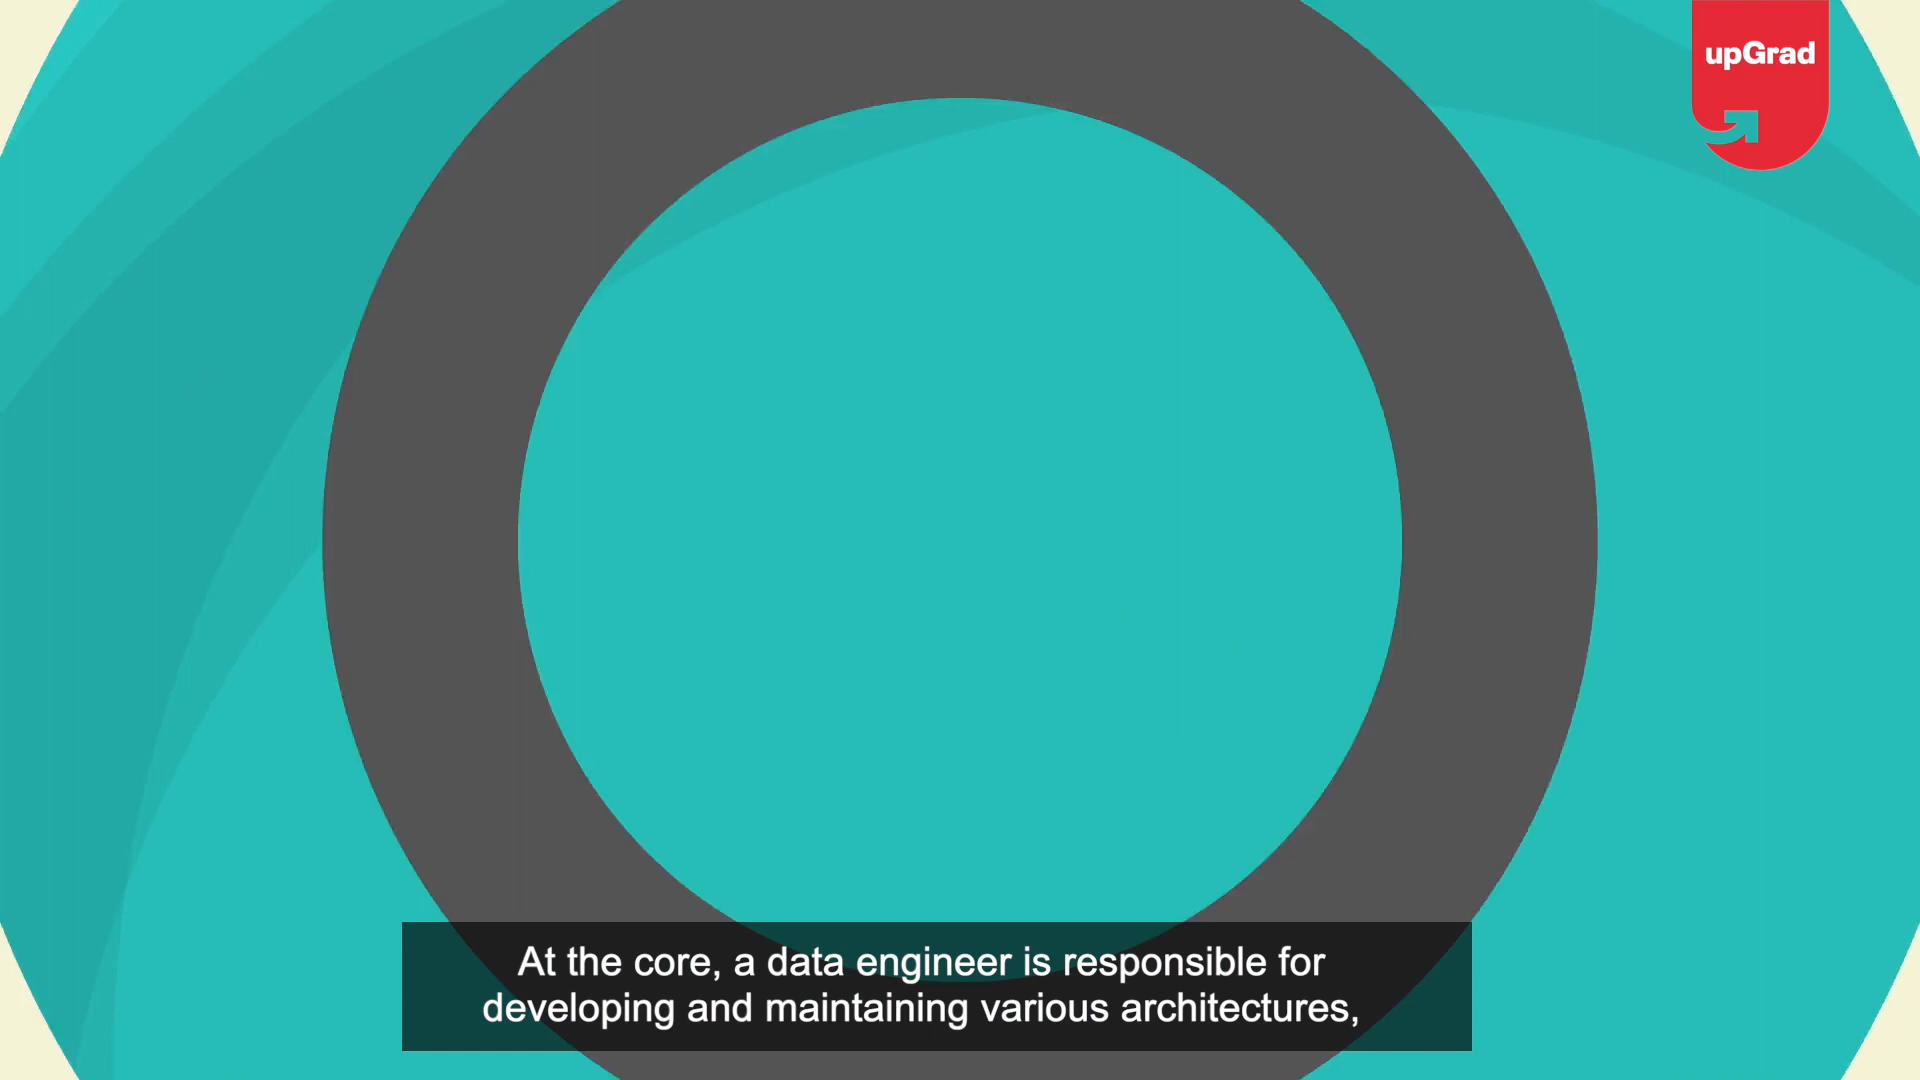 upGrad
At the core, a data engineer is responsible for
developing and maintaining various architectures,